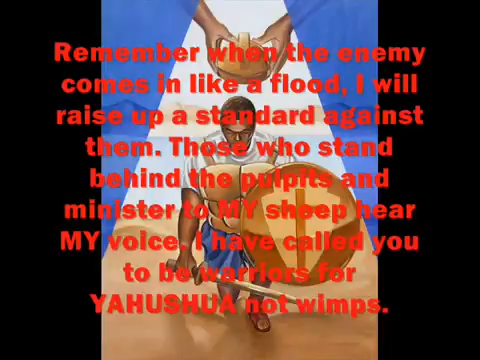 Remember when the enemy
comes in like a flood, I will
raise up a standard against
them. Those who stand
behind the pulpits and
minister to MY sheep hear
MY voice. I have called you
to be warriors for
YAHUSHUA not wimps.